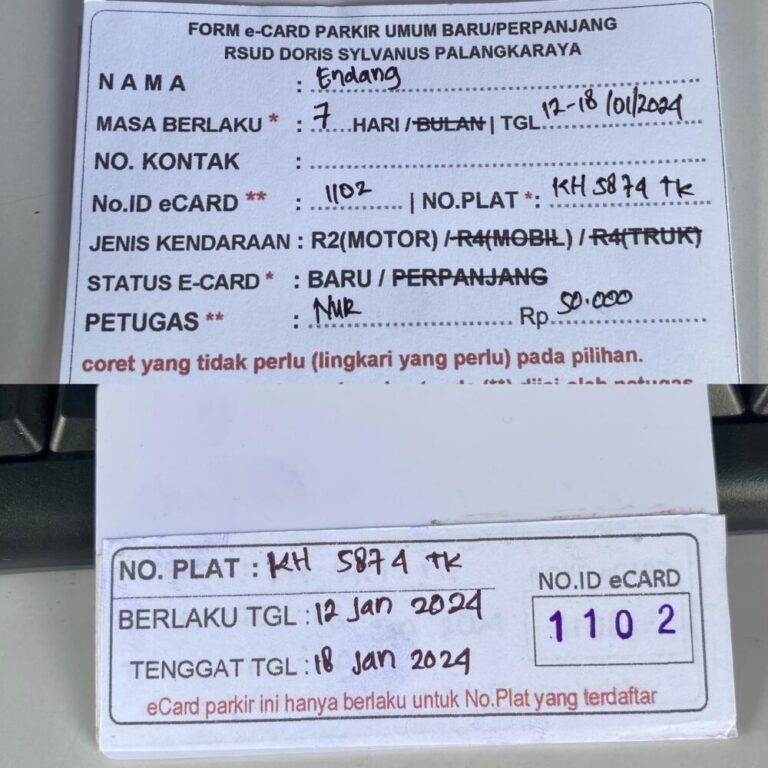 FORM e-CARD PARKIR UMUM BARU/PERPANJANG
RSUD DORIS SYLVANUS PALANGKARAYA
NAMA : Endang
MASA BERLAKU * : 7 HARI / BULAN | TGL 12-18/01/2024
NO. KONTAK :
No.ID eCARD ** : 1102 | NO.PLAT *: KH 5874 TK
JENIS KENDARAAN : R2(MOTOR) / R4(MOBIL) / R4(TRUK)
STATUS E-CARD * : BARU / PERPANJANG
PETUGAS ** : NUR Rp 50.000
coret yang tidak perlu (lingkari yang perlu) pada pilihan.
(**) diisi oleh petugas
NO. PLAT : KH 5874 TK
BERLAKU TGL : 12 Jan 2024
TENGGAT TGL : 18 Jan 2024
NO.ID eCARD
1102
eCard parkir ini hanya berlaku untuk No.Plat yang terdaftar